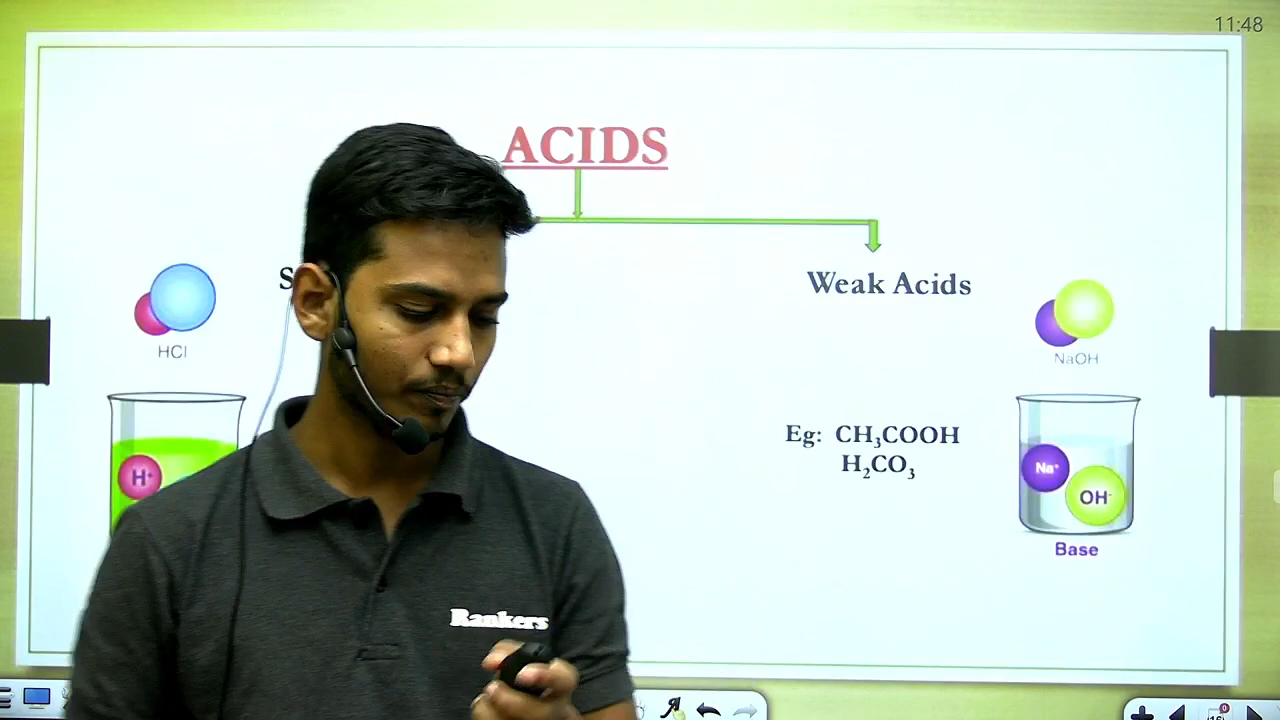 11:48
ACIDS
S
Weak Acids
HCl
NaOH
Eg: CH₃COOH
H₂CO₃
H⁺
Na⁺
OH⁻
Base
Rankers